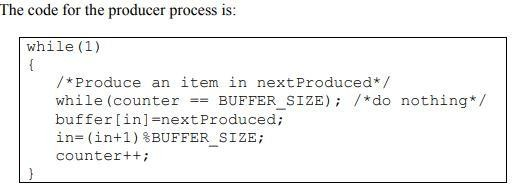 The code for the producer process is:
while(1)
{
/*Produce an item in nextProduced*/
while(counter == BUFFER_SIZE); /*do nothing*/
buffer[in]=nextProduced;
in=(in+1)%BUFFER_SIZE;
counter++;
}